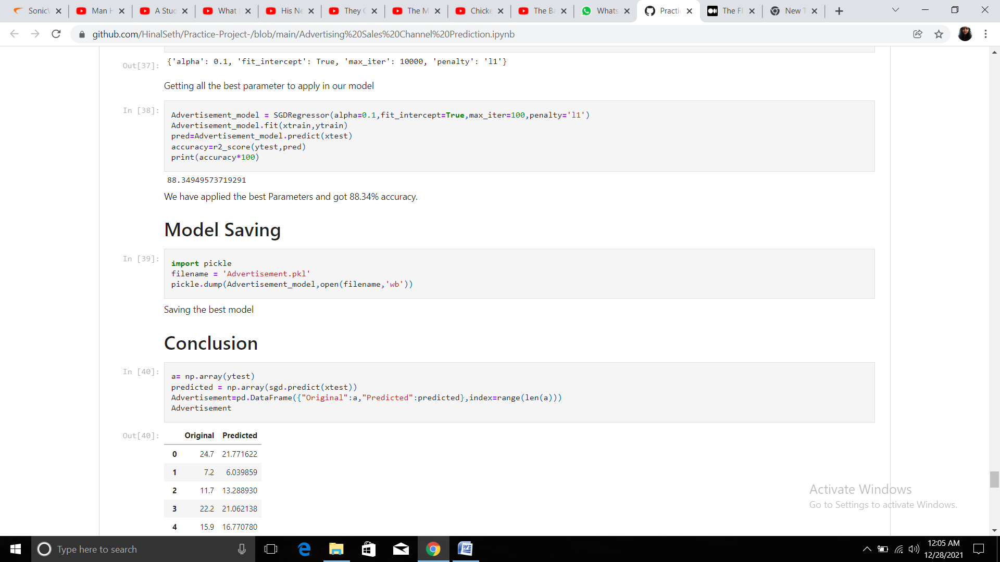 SonicW
Man H
A Stud
What
His Ne
They C
The M
Chicke
The Ba
Whats
Practic
The Fl
New T
github.com/HinalSeth/Practice-Project-/blob/main/Advertising%20Sales%20Channel%20Prediction.ipynb
Out[37]: {'alpha': 0.1, 'fit_intercept': True, 'max_iter': 10000, 'penalty': 'l1'}
Getting all the best parameter to apply in our model
In [38]:
Advertisement_model = SGDRegressor(alpha=0.1,fit_intercept=True,max_iter=100,penalty='l1')
Advertisement_model.fit(xtrain,ytrain)
pred=Advertisement_model.predict(xtest)
accuracy=r2_score(ytest,pred)
print(accuracy*100)
88.34949573719291
We have applied the best Parameters and got 88.34% accuracy.
Model Saving
In [39]:
import pickle
filename = 'Advertisement.pkl'
pickle.dump(Advertisement_model,open(filename,'wb'))
Saving the best model
Conclusion
In [40]:
a= np.array(ytest)
predicted = np.array(sgd.predict(xtest))
Advertisement=pd.DataFrame({"Original":a,"Predicted":predicted},index=range(len(a)))
Advertisement
Out[40]:
Original Predicted
0 24.7 21.771622
1 7.2 6.039859
2 11.7 13.288930
3 22.2 21.062138
4 15.9 16.770780
Activate Windows
Go to Settings to activate Windows.
Type here to search
12:05 AM
12/28/2021